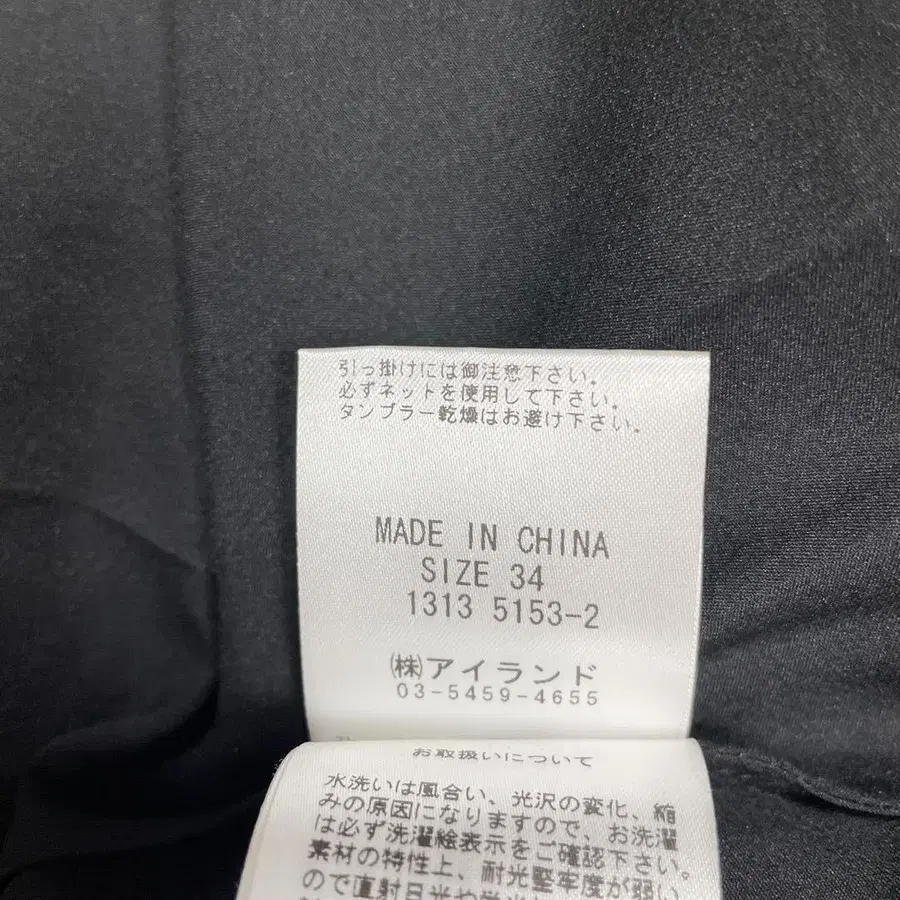 引っ掛けには御注意下さい。
必ずネットを使用して下さい。
タンブラー乾燥はお避け下さい。
MADE IN CHINA
SIZE 34
1313 5153-2
㈱アイランド
03-5459-4655
お取扱いについて
水洗いは風合い、光沢の変化、縮
みの原因になりますので、お洗濯
は必ず洗濯絵表示をご確認下さい。
素材の特性上、耐光堅牢度が弱い
ので直射日光や